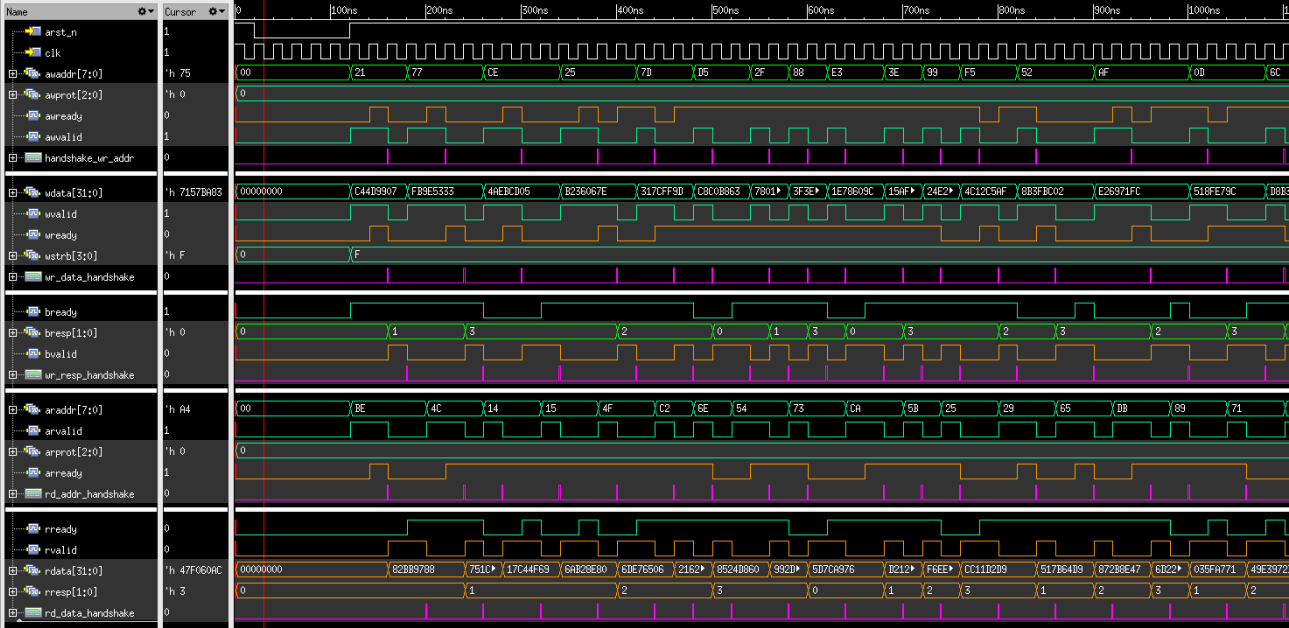 Name Cursor 0 100ns 200ns 300ns 400ns 500ns 600ns 700ns 800ns 900ns 1000ns 1
arst_n 1
clk 1
awaddr[7:0] 'h 75 00 21 77 CE 25 7D D5 2F 88 E3 3E 99 F5 52 AF 0D 6C
awprot[2:0] 'h 0 0
awready 0
awvalid 1
handshake_wr_addr 0
wdata[31:0] 'h 7157BA83 00000000 C44D9907 FB9E5333 4AEBCD05 B236067E 317CFF9D C8C0B863 7801 3F3E 1E78609C 15AF 24E2 4C12C5AF 8B3FBC02 E26971FC 518FE79C D8B3
wvalid 1
wready 0
wstrb[3:0] 'h F 0 F
wr_data_handshake 0
bready 1
bresp[1:0] 'h 0 0 1 3 2 0 1 3 0 3 2 3 2 3
bvalid 0
wr_resp_handshake 0
araddr[7:0] 'h A4 00 BE 4C 14 15 4F C2 6E 54 73 CA 5B 25 29 65 DB 89 71
arvalid 1
arprot[2:0] 'h 0 0
arready 1
rd_addr_handshake 0
rready 0
rvalid 0
rdata[31:0] 'h 47F060AC 00000000 82BB9788 751C 17C44F69 6AB28E80 6DE76506 2162 8524D860 992D 5D7CA976 D212 F6EE CC11D2D9 517B64D9 872B8E47 6D22 035FA771 49E3972
rresp[1:0] 'h 3 0 1 2 3 0 1 2 3 1 2 3 1 2
rd_data_handshake 0